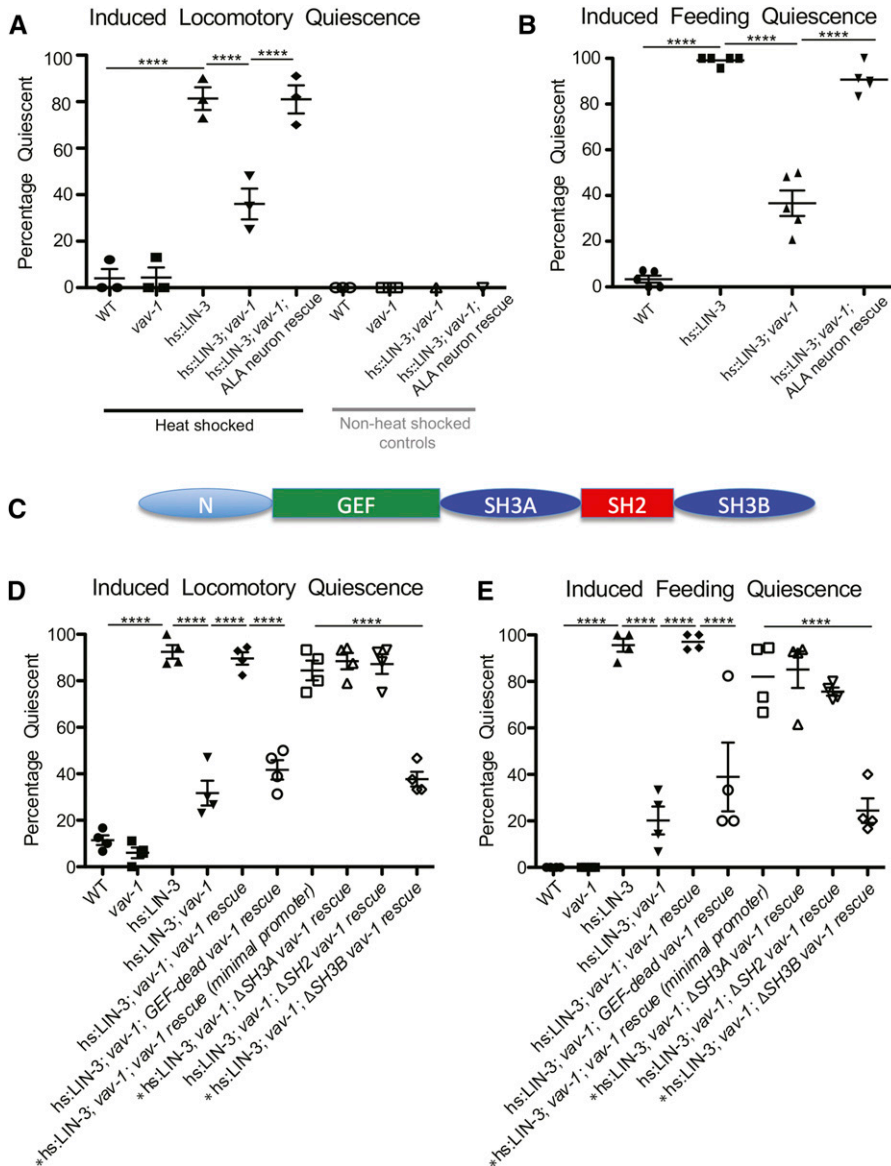 A
Induced Locomotory Quiescence
Percentage Quiescent
100
80
60
40
20
0
**** **** ****
WT
vav-1
hs::LIN-3
hs::LIN-3; vav-1
hs::LIN-3; vav-1;
ALA neuron rescue
WT
vav-1
hs::LIN-3; vav-1
hs::LIN-3; vav-1;
ALA neuron rescue
Heat shocked
Non-heat shocked
controls
B
Induced Feeding Quiescence
Percentage Quiescent
100
80
60
40
20
0
**** **** ****
WT
hs::LIN-3
hs::LIN-3; vav-1
hs::LIN-3; vav-1;
ALA neuron rescue
C
N GEF SH3A SH2 SH3B
D
Induced Locomotory Quiescence
Percentage Quiescent
100
80
60
40
20
0
**** **** **** **** ****
WT
vav-1
hs:LIN-3
hs:LIN-3; vav-1
hs:LIN-3; vav-1; vav-1 rescue
hs:LIN-3; vav-1; GEF-dead vav-1 rescue
*hs:LIN-3; vav-1; vav-1 rescue (minimal promoter)
*hs:LIN-3; vav-1; ΔSH3A vav-1 rescue
hs:LIN-3; vav-1; ΔSH2 vav-1 rescue
*hs:LIN-3; vav-1; ΔSH3B vav-1 rescue
E
Induced Feeding Quiescence
Percentage Quiescent
100
80
60
40
20
0
**** **** **** **** ****
WT
vav-1
hs:LIN-3
hs:LIN-3; vav-1
hs:LIN-3; vav-1; vav-1 rescue
hs:LIN-3; vav-1; GEF-dead vav-1 rescue
*hs:LIN-3; vav-1; vav-1 rescue (minimal promoter)
*hs:LIN-3; vav-1; ΔSH3A vav-1 rescue
hs:LIN-3; vav-1; ΔSH2 vav-1 rescue
*hs:LIN-3; vav-1; ΔSH3B vav-1 rescue